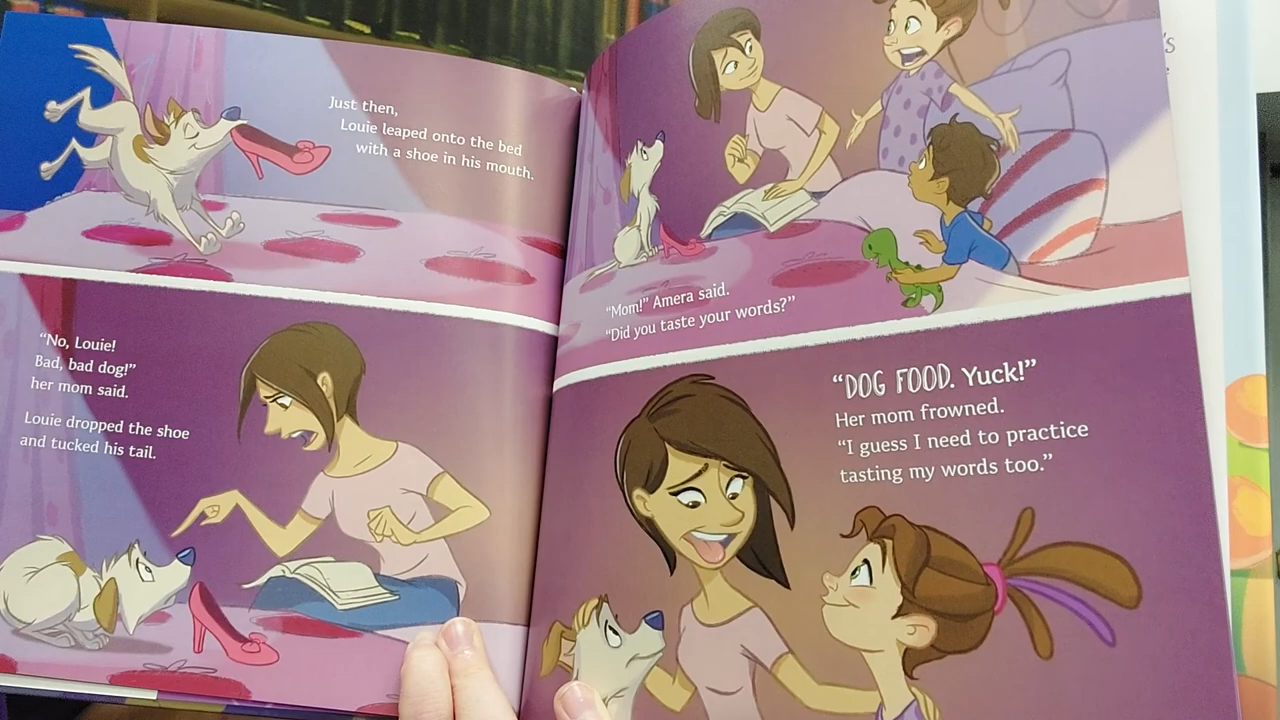 Just then,
Louie leaped onto the bed
with a shoe in his mouth.
"No, Louie!
Bad, bad dog!"
her mom said.
Louie dropped the shoe
and tucked his tail.
"Mom!" Amera said.
"Did you taste your words?"
"DOG FOOD. Yuck!"
Her mom frowned.
"I guess I need to practice
tasting my words too."